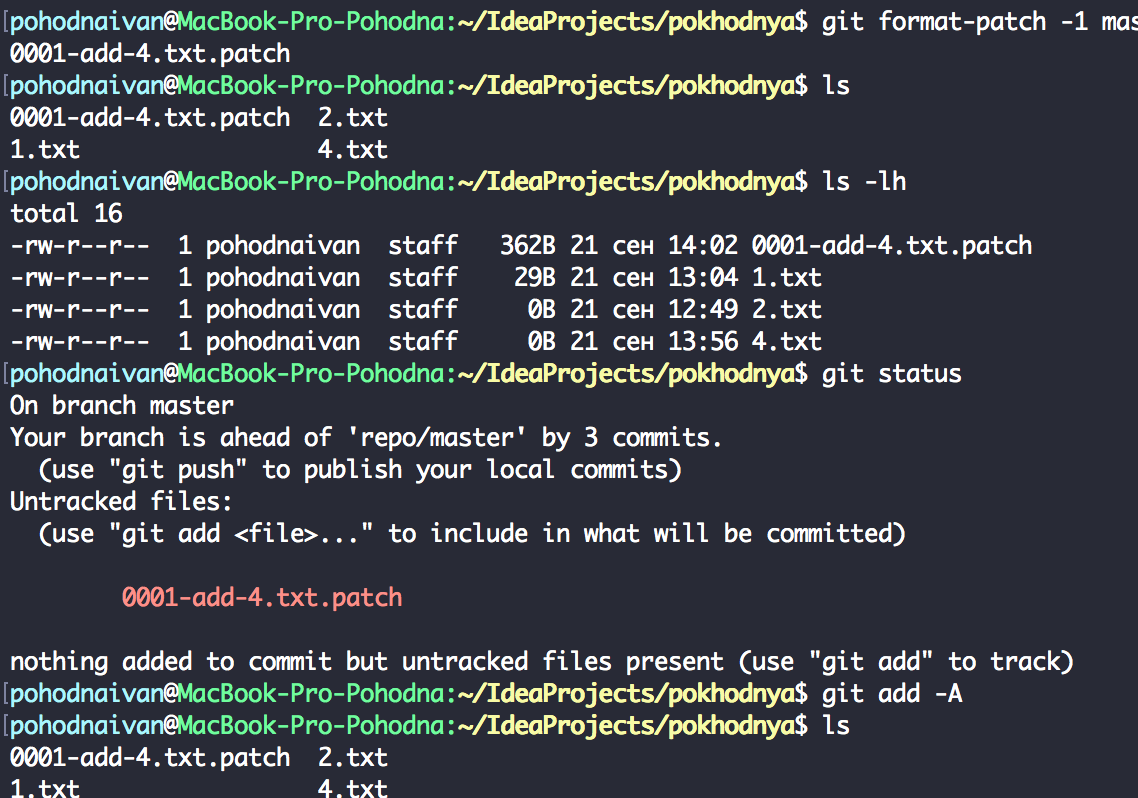 [pohodnaivan@MacBook-Pro-Pohodna:~/IdeaProjects/pokhodnya$ git format-patch -1 mas
0001-add-4.txt.patch
[pohodnaivan@MacBook-Pro-Pohodna:~/IdeaProjects/pokhodnya$ ls
0001-add-4.txt.patch  2.txt
1.txt                 4.txt
[pohodnaivan@MacBook-Pro-Pohodna:~/IdeaProjects/pokhodnya$ ls -lh
total 16
-rw-r--r--  1 pohodnaivan  staff   362B 21 сен 14:02 0001-add-4.txt.patch
-rw-r--r--  1 pohodnaivan  staff    29B 21 сен 13:04 1.txt
-rw-r--r--  1 pohodnaivan  staff     0B 21 сен 12:49 2.txt
-rw-r--r--  1 pohodnaivan  staff     0B 21 сен 13:56 4.txt
[pohodnaivan@MacBook-Pro-Pohodna:~/IdeaProjects/pokhodnya$ git status
On branch master
Your branch is ahead of 'repo/master' by 3 commits.
  (use "git push" to publish your local commits)
Untracked files:
  (use "git add <file>..." to include in what will be committed)
        0001-add-4.txt.patch
nothing added to commit but untracked files present (use "git add" to track)
[pohodnaivan@MacBook-Pro-Pohodna:~/IdeaProjects/pokhodnya$ git add -A
[pohodnaivan@MacBook-Pro-Pohodna:~/IdeaProjects/pokhodnya$ ls
0001-add-4.txt.patch  2.txt
1.txt                 4.txt